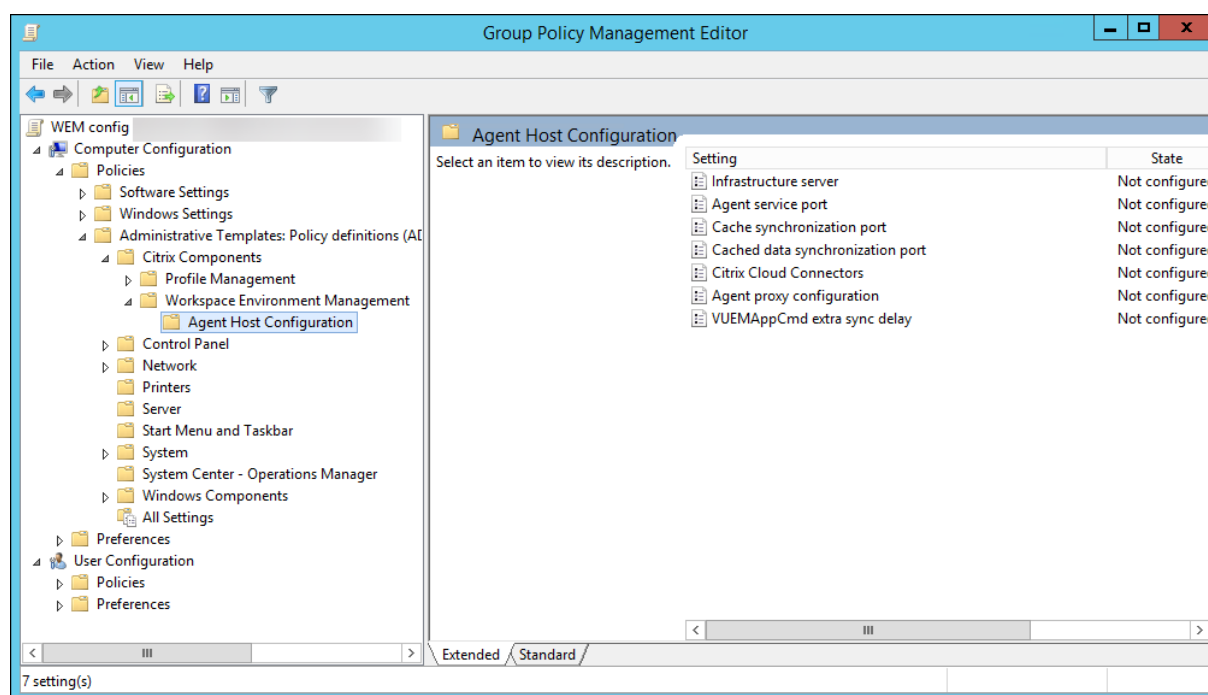 Group Policy Management Editor
File Action View Help
WEM config
Computer Configuration
Policies
Software Settings
Windows Settings
Administrative Templates: Policy definitions (AD
Citrix Components
Profile Management
Workspace Environment Management
Agent Host Configuration
Control Panel
Network
Printers
Server
Start Menu and Taskbar
System
System Center - Operations Manager
Windows Components
All Settings
Preferences
User Configuration
Policies
Preferences
Agent Host Configuration
Select an item to view its description.
Setting State
Infrastructure server Not configure
Agent service port Not configure
Cache synchronization port Not configure
Cached data synchronization port Not configure
Citrix Cloud Connectors Not configure
Agent proxy configuration Not configure
VUEMAppCmd extra sync delay Not configure
Extended Standard
7 setting(s)